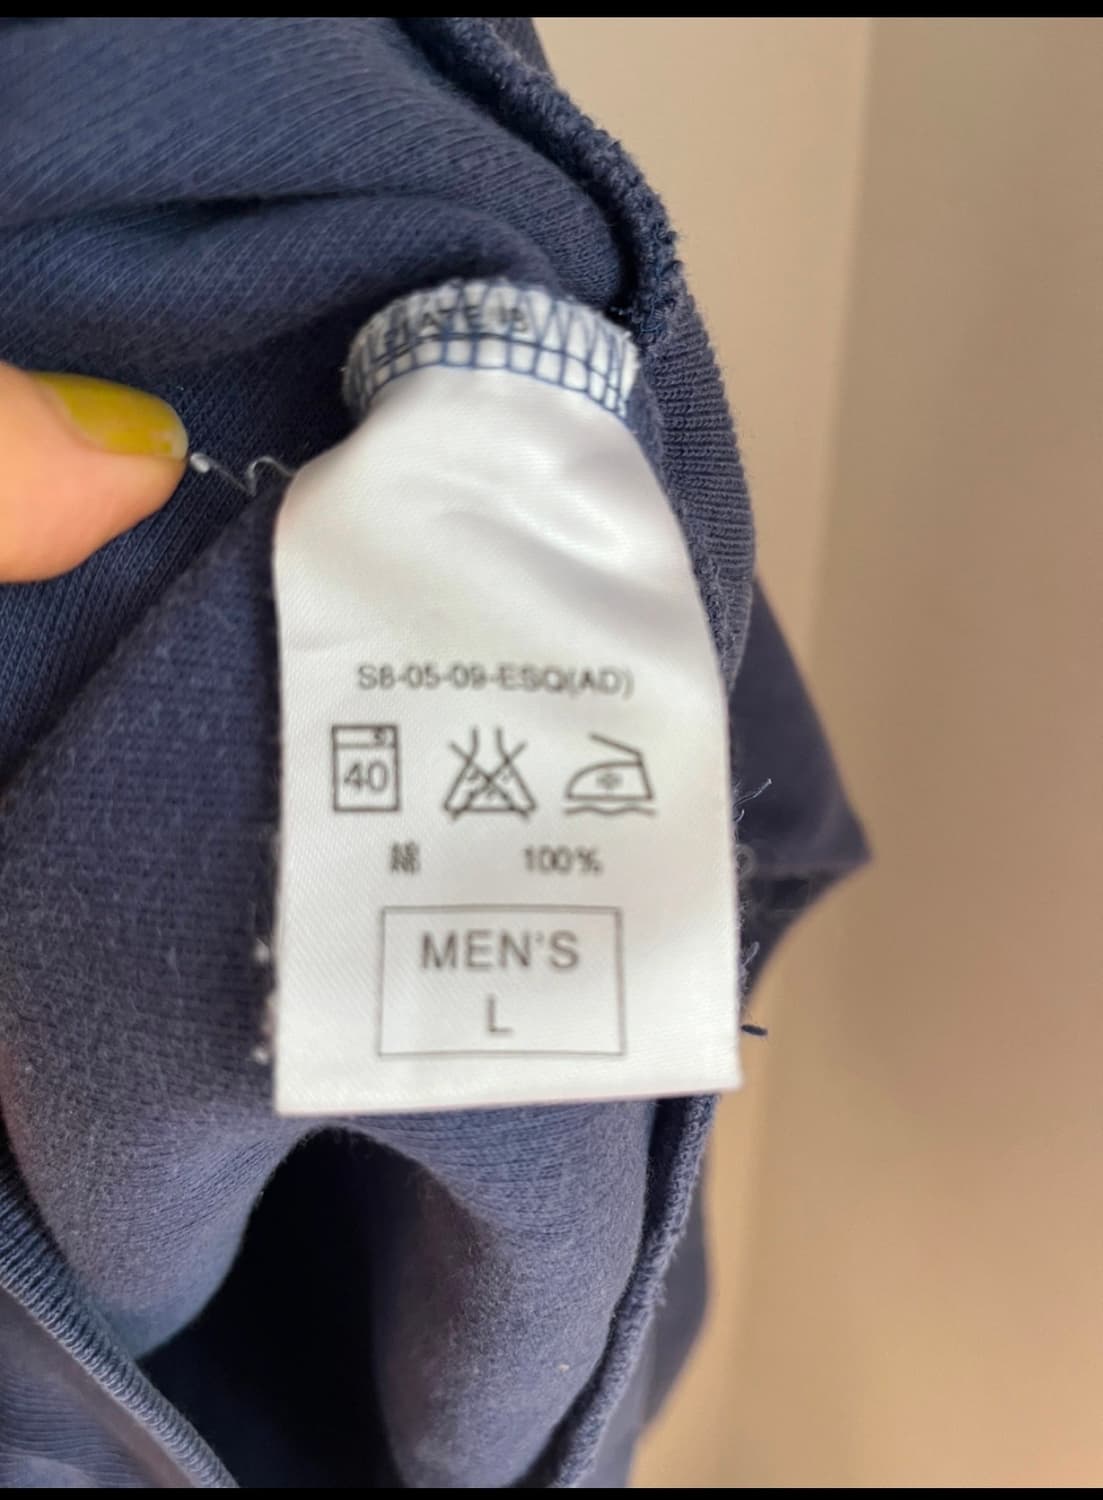 S8-05-09-ESQ(AD)
40
綿 100%
MEN'S
L